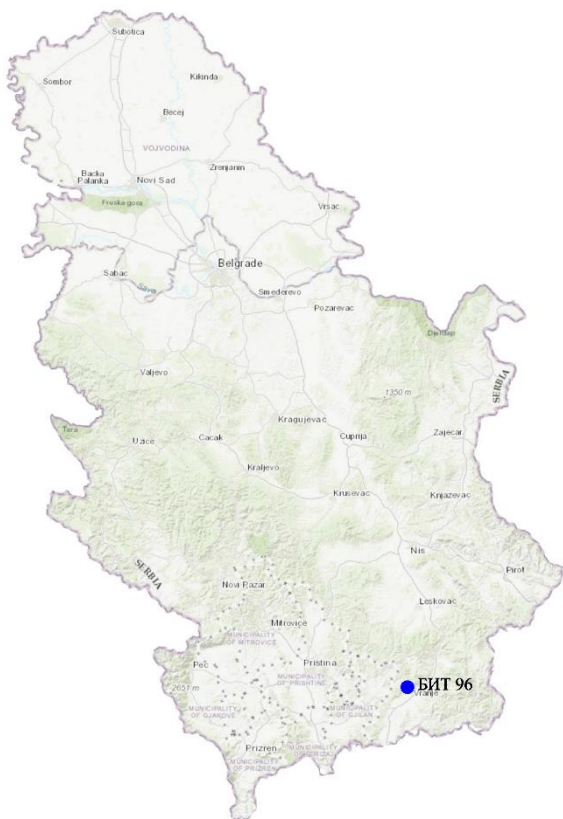 Subotica
Sombor
Kikinda
Becej
VOJVODINA
Backa
Palanka
Novi Sad
Zrenjanin
Fruska gora
Vrsac
Belgrade
Sabac
Sava
Smederevo
Pozarevac
Djerdap
Valjevo
1350 m
SERBIA
Tara
Uzice
Cacak
Kragujevac
Cuprija
Zajecar
Kraljevo
Krusevac
Knjazevac
Nis
Pirot
SERBIA
Novi Pazar
Leskovac
Mitrovice
MUNICIPALITY
OF MITROVICE
Peć
Pristina
MUNICIPALITY
OF PRISHTINE
2651 m
БИТ 96
Vranje
MUNICIPALITY
OF GJAKOVE
MUNICIPALITY
OF GJILAN
Prizren
MUNICIPALITY
OF PRIZREN